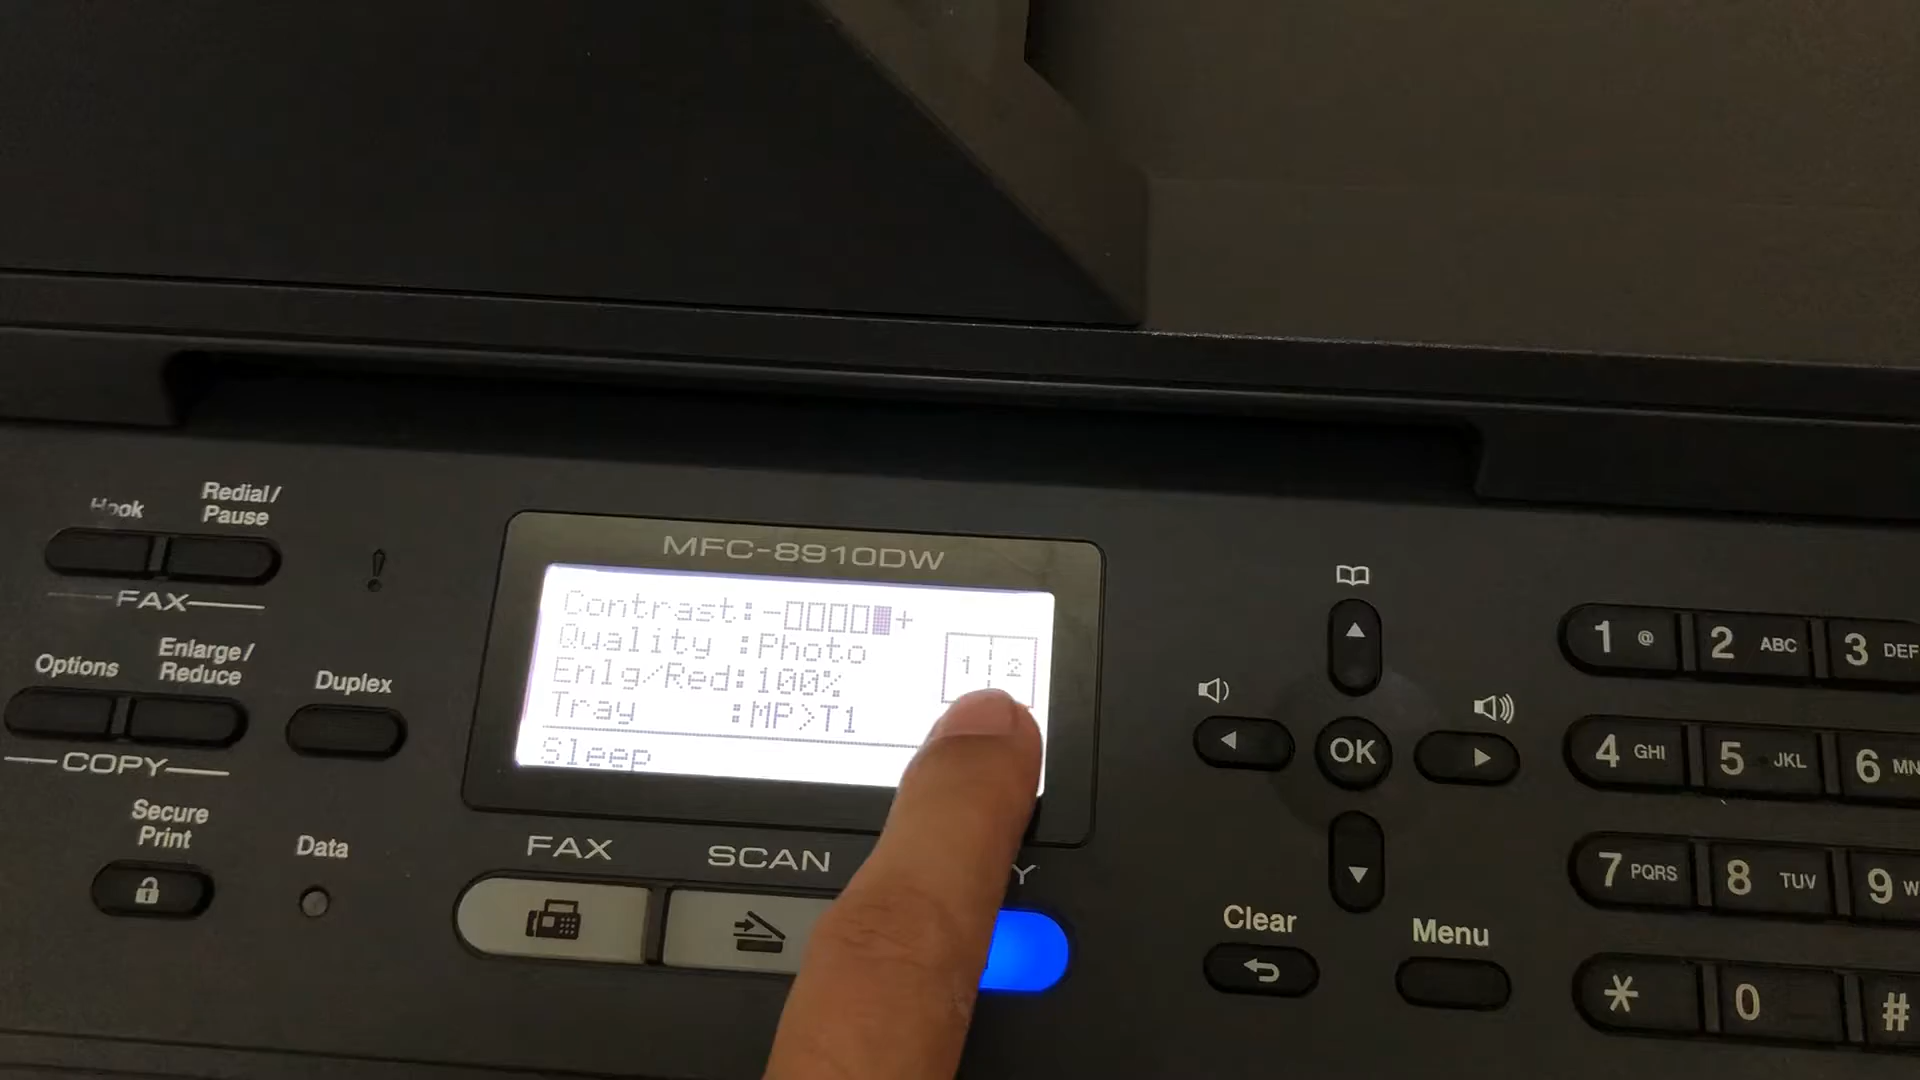 Hook
Redial/
Pause
FAX
Options
Enlarge/
Reduce
Duplex
COPY
Secure
Print
Data
MFC-8910DW
Contrast:-+
Quality :Photo
Enlg/Red:100%
Tray :MP>T1
Sleep
1 2
FAX
SCAN
Y
OK
Clear
Menu
1 @
2 ABC
3 DEF
4 GHI
5 JKL
6 MN
7 PQRS
8 TUV
9 W
*
0
#